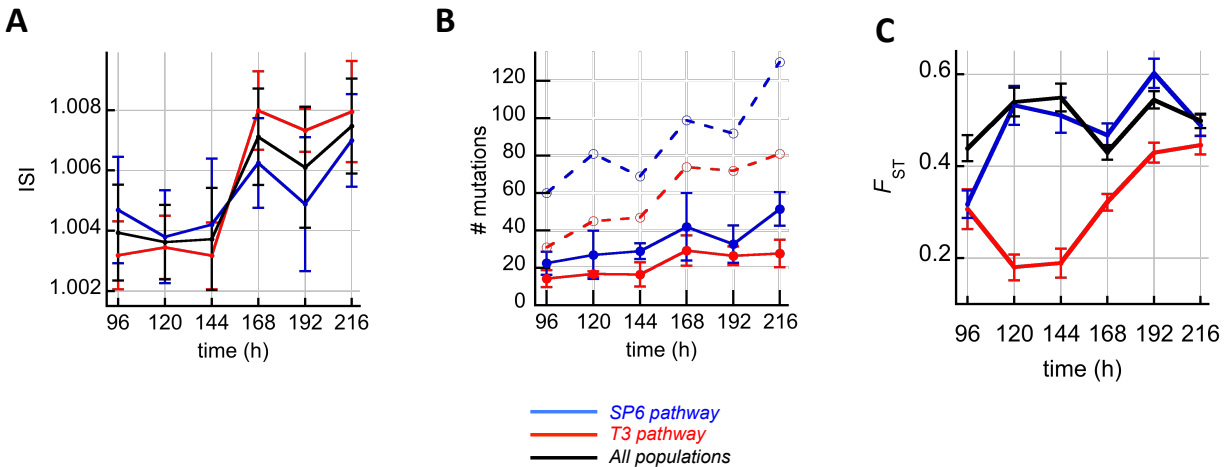 A
B
C
ISI
1.008
1.006
1.004
1.002
96 120 144 168 192 216
time (h)
# mutations
120
100
80
60
40
20
0
96 120 144 168 192 216
time (h)
FST
0.6
0.4
0.2
96 120 144 168 192 216
time (h)
SP6 pathway
T3 pathway
All populations